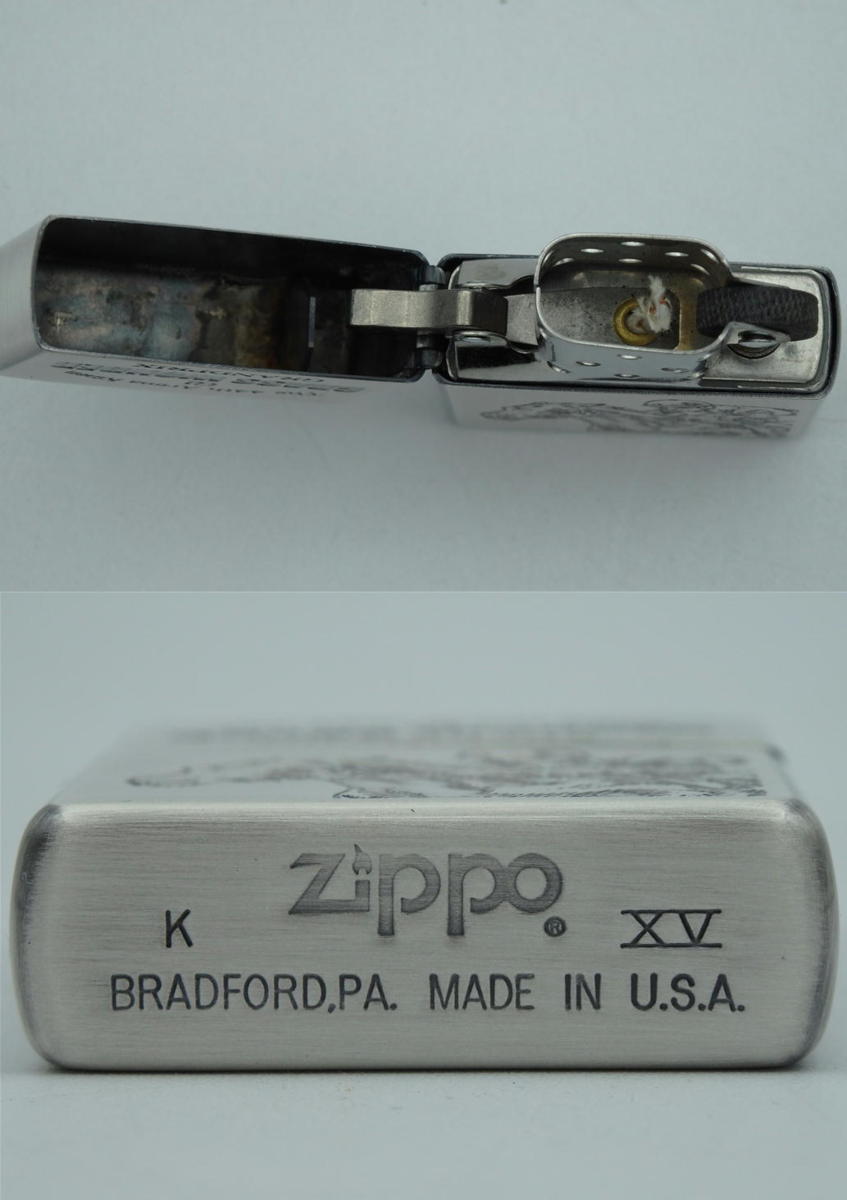 zippo®
K XV
BRADFORD,PA. MADE IN U.S.A.